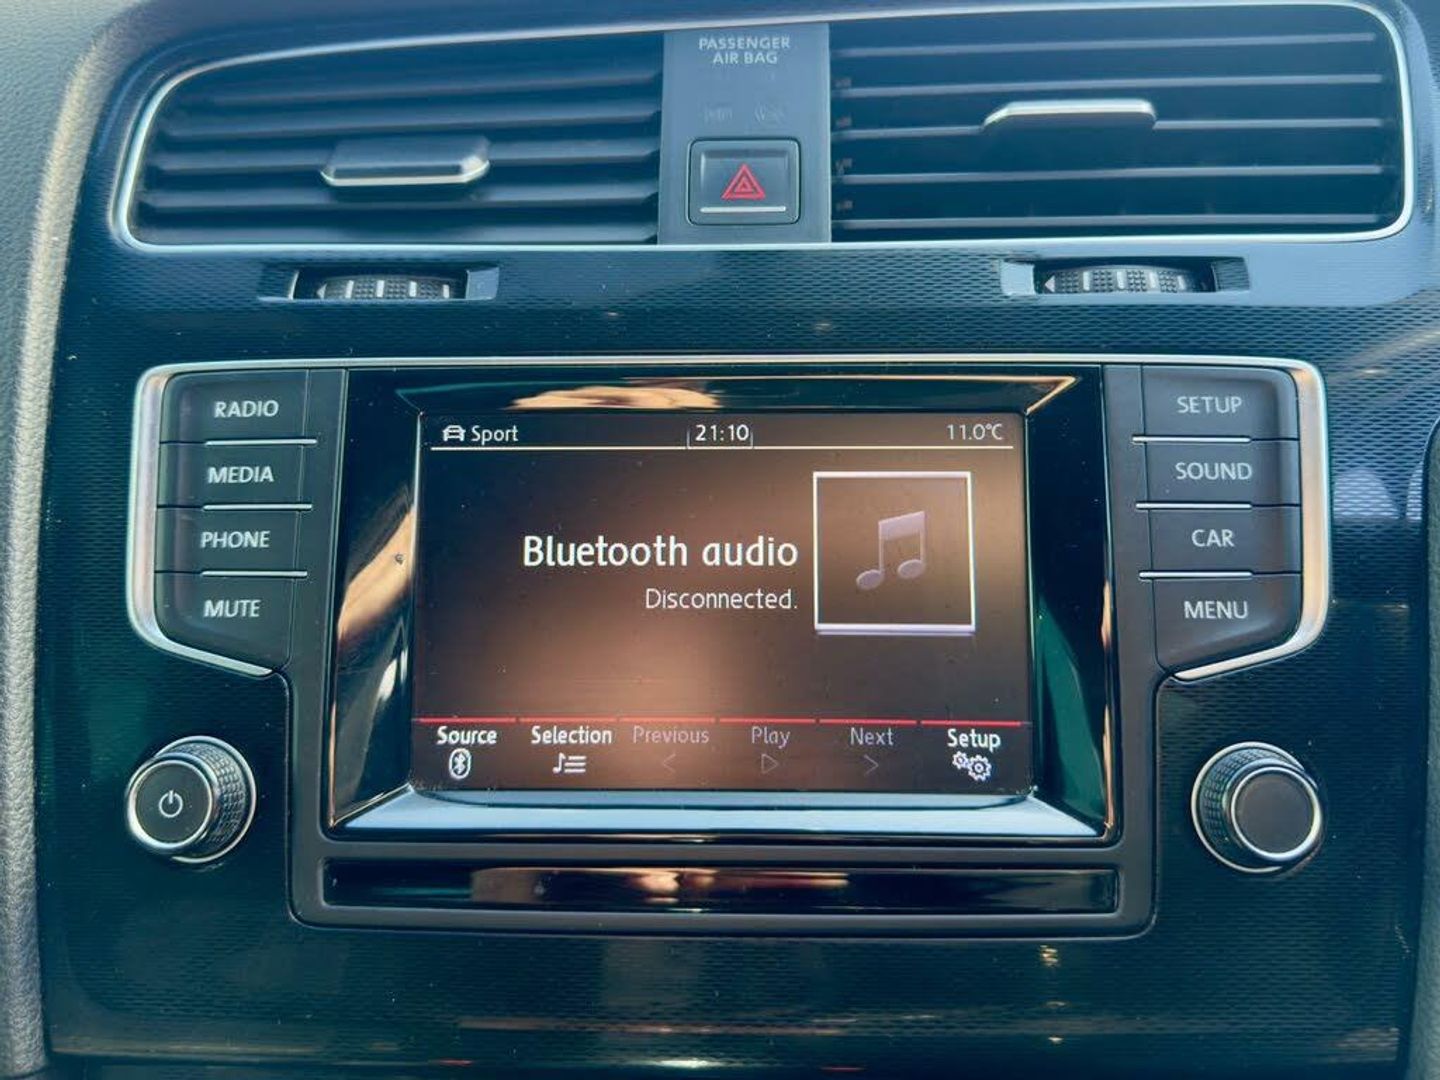 PASSENGER
AIR BAG
RADIO
MEDIA
PHONE
MUTE
Sport 21:10 11.0°C
Bluetooth audio
Disconnected.
Source Selection Previous Play Next Setup
SETUP
SOUND
CAR
MENU